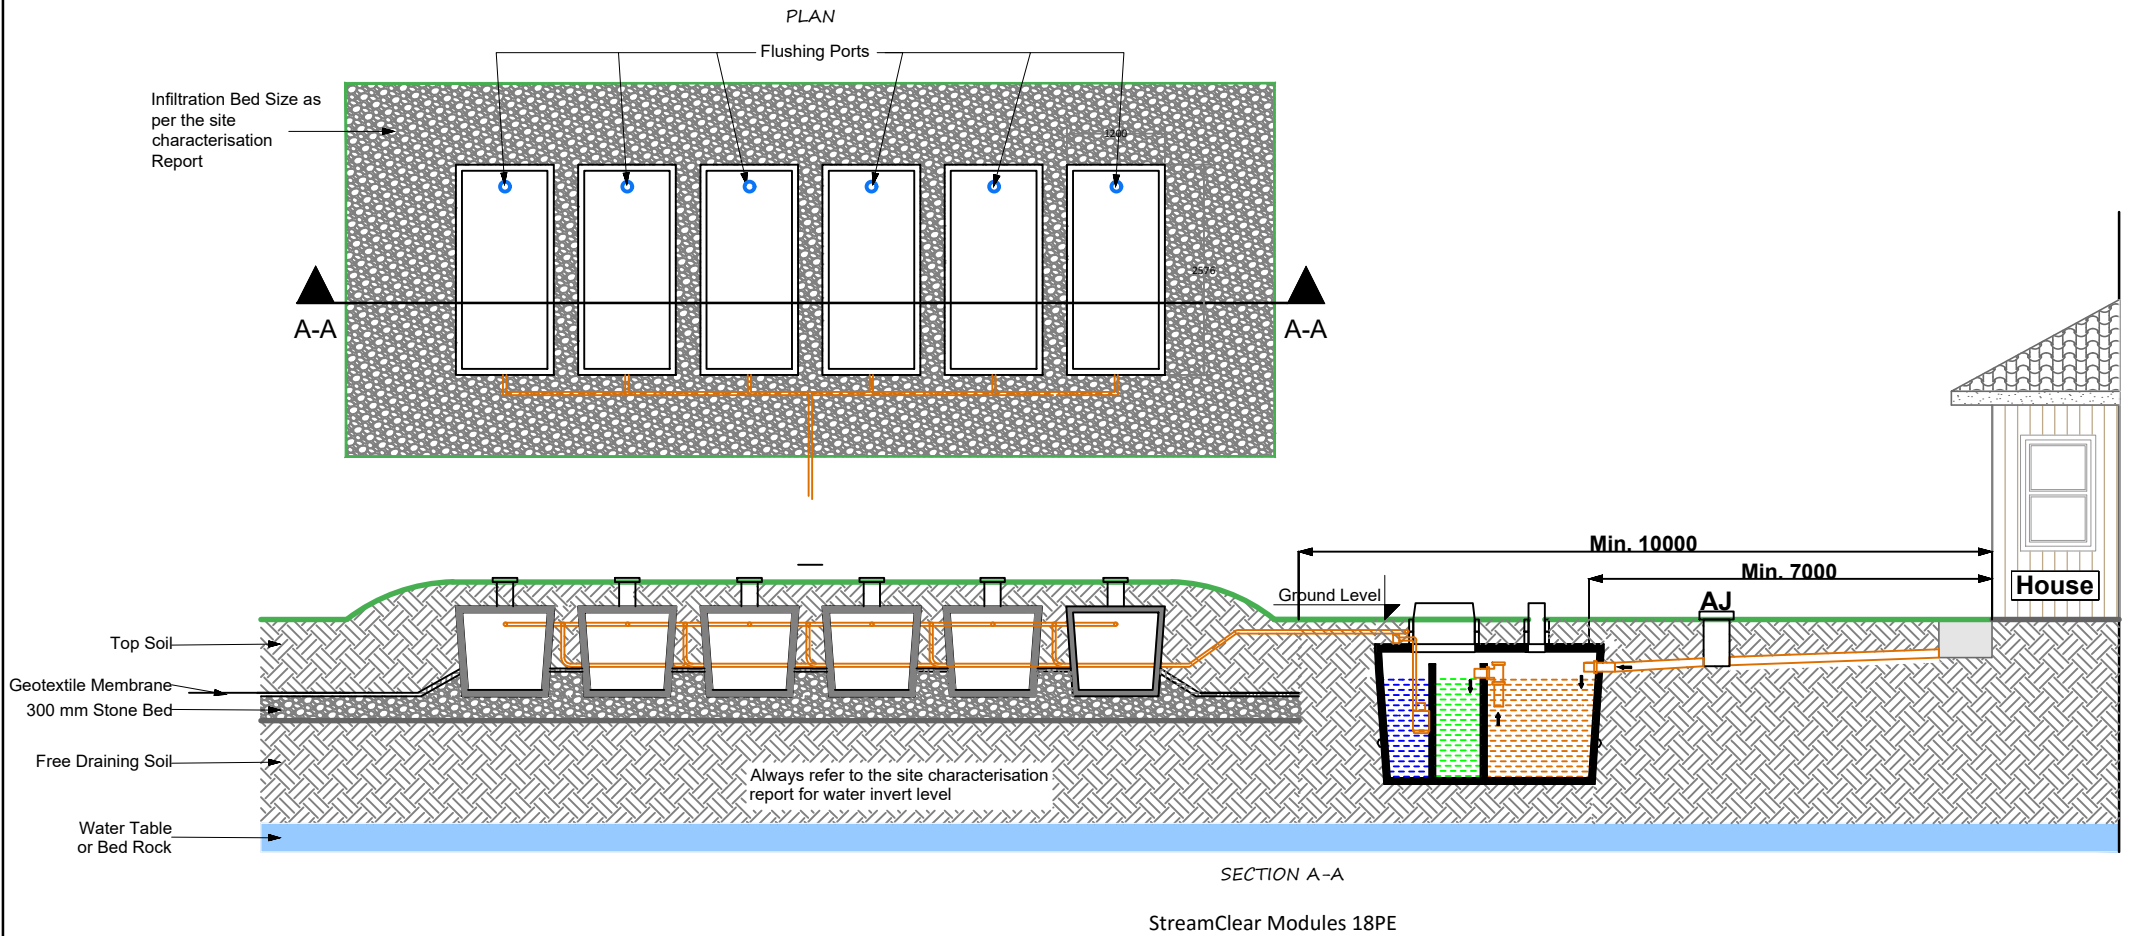 PLAN
Flushing Ports
Infiltration Bed Size as
per the site
characterisation
Report
1200
2576
A-A
A-A
Min. 10000
Min. 7000
House
Ground Level
AJ
Top Soil
Geotextile Membrane
300 mm Stone Bed
Free Draining Soil
Always refer to the site characterisation
report for water invert level
Water Table
or Bed Rock
SECTION A-A
StreamClear Modules 18PE